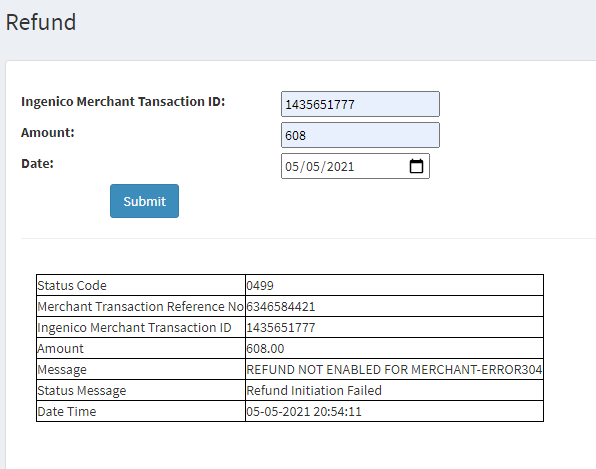 Refund
Ingenico Merchant Tansaction ID: 1435651777
Amount: 608
Date: 05/05/2021
Submit
Status Code 0499
Merchant Transaction Reference No 6346584421
Ingenico Merchant Transaction ID 1435651777
Amount 608.00
Message REFUND NOT ENABLED FOR MERCHANT-ERROR304
Status Message Refund Initiation Failed
Date Time 05-05-2021 20:54:11